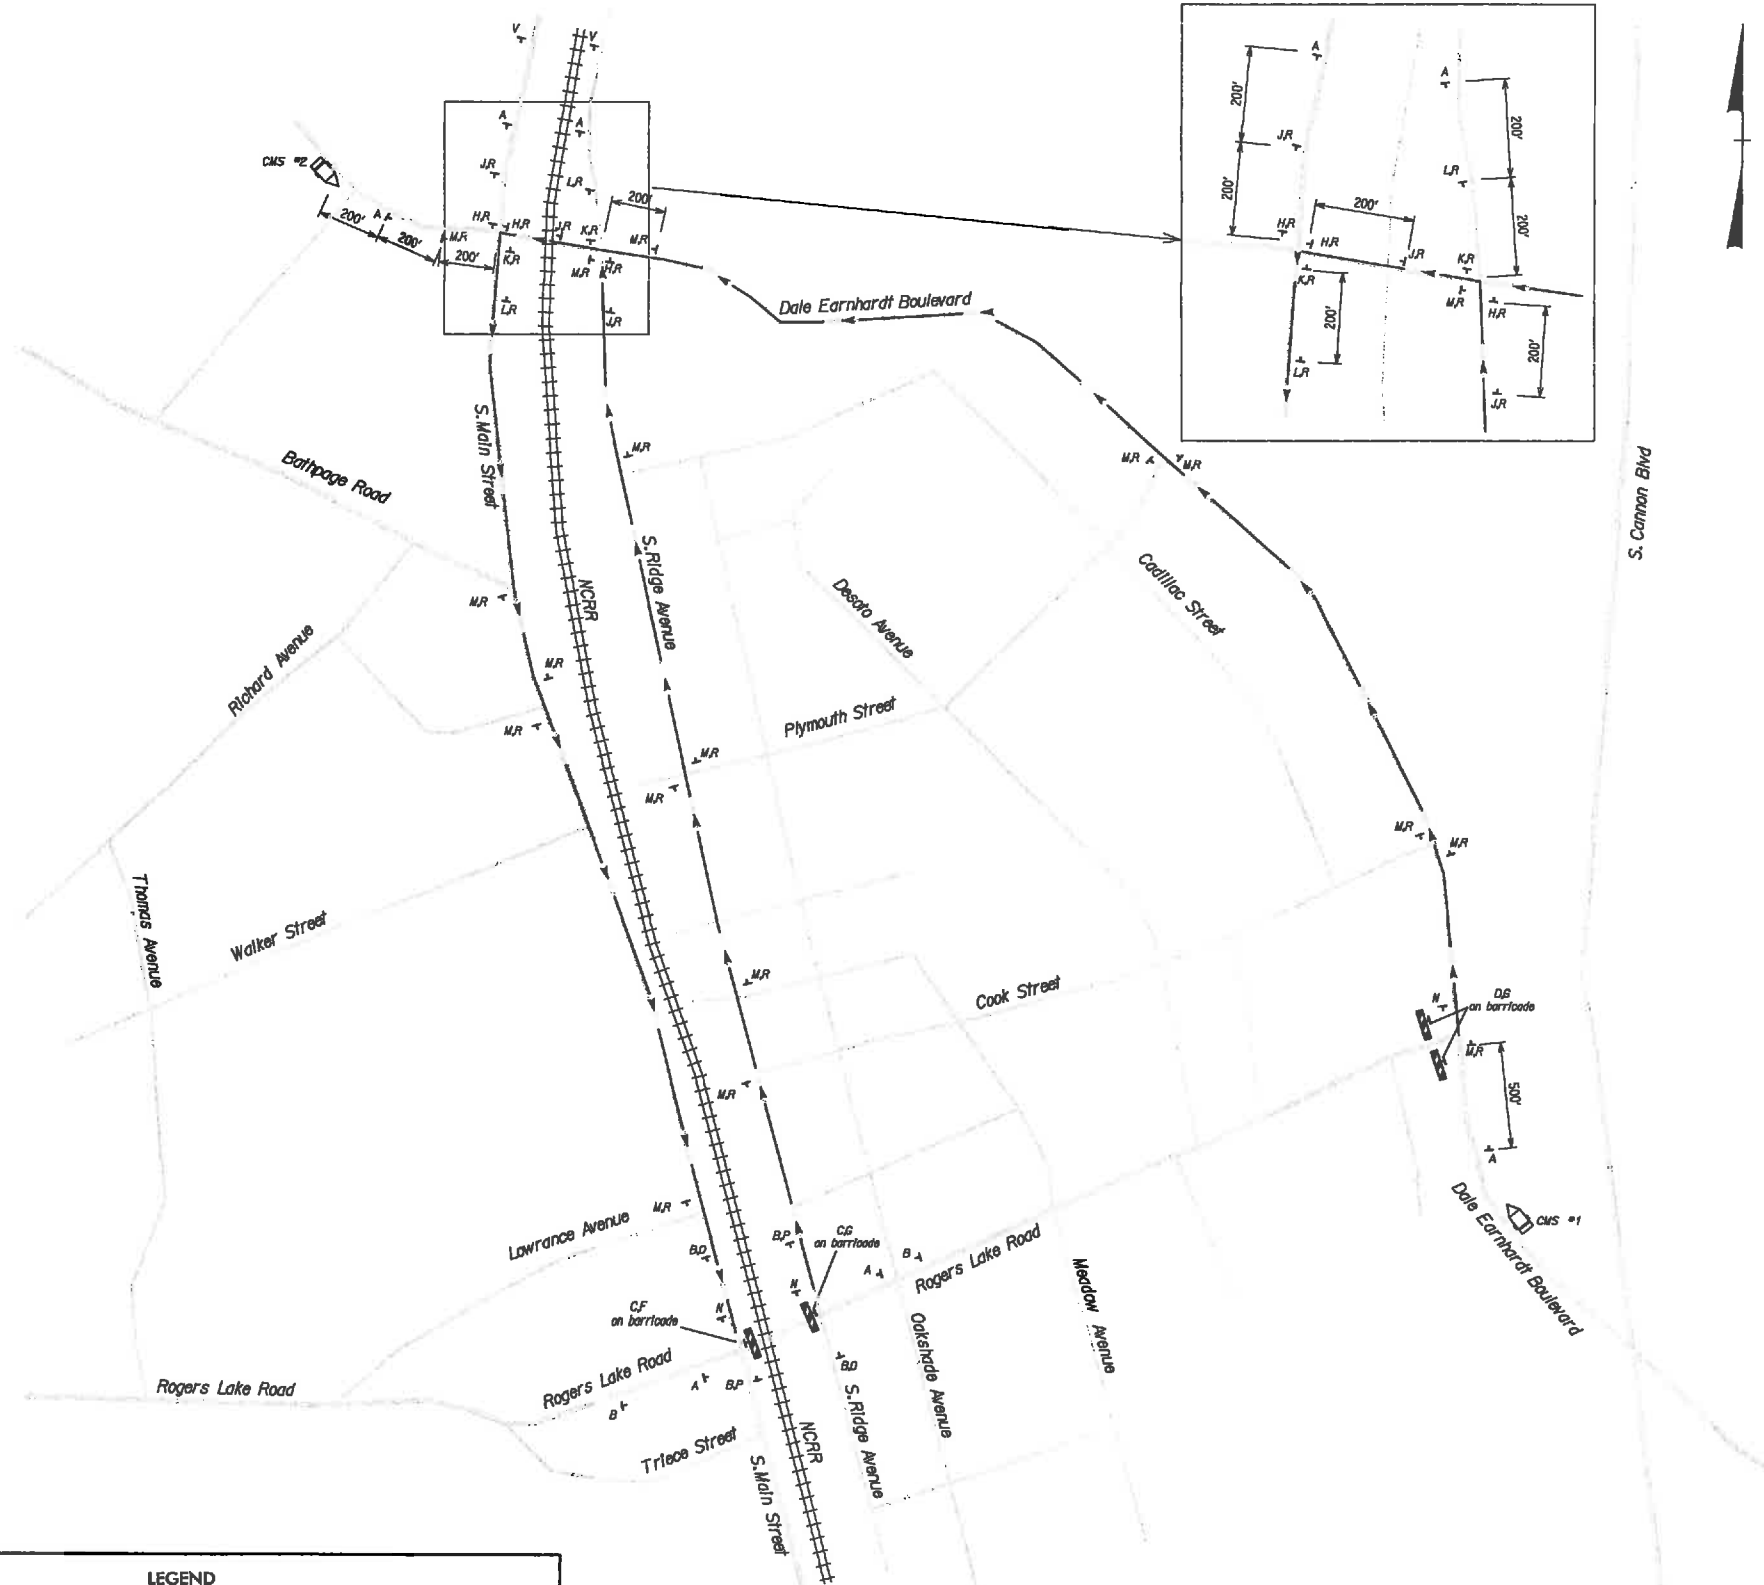 V
V
A
A
J,R
L,R
200'
CMS #2
200'
A
200'
M,R
200'
H,R
H,R
J,R
K,R
M,R
K,R
M,R
H,R
L,R
J,R
A
A
200'
200'
J,R
L,R
200'
200'
200'
H,R
H,R
J,R
K,R
K,R
M,R
H,R
200'
200'
L,R
J,R
Dale Earnhardt Boulevard
S. Main Street
Bathpage Road
M,R
M,R
M,R
S. Cannon Blvd
S. Ridge Avenue
NCRR
Cadillac Street
Desoto Avenue
M,R
Richard Avenue
M,R
M,R
Plymouth Street
M,R
M,R
M,R
M,R
Thomas Avenue
Walker Street
M,R
Cook Street
N
D,G
on barricade
M,R
M,R
500'
A
M,R
Lowrance Avenue
B,O
B,P
C,G
on barricade
A
B
Rogers Lake Road
Meadow Avenue
Dale Earnhardt Boulevard
CMS #1
N
N
C,F
on barricade
Oakshade Avenue
Rogers Lake Road
Rogers Lake Road
A
B
B,P
B,O
S. Ridge Avenue
NCRR
Triece Street
S. Main Street
LEGEND